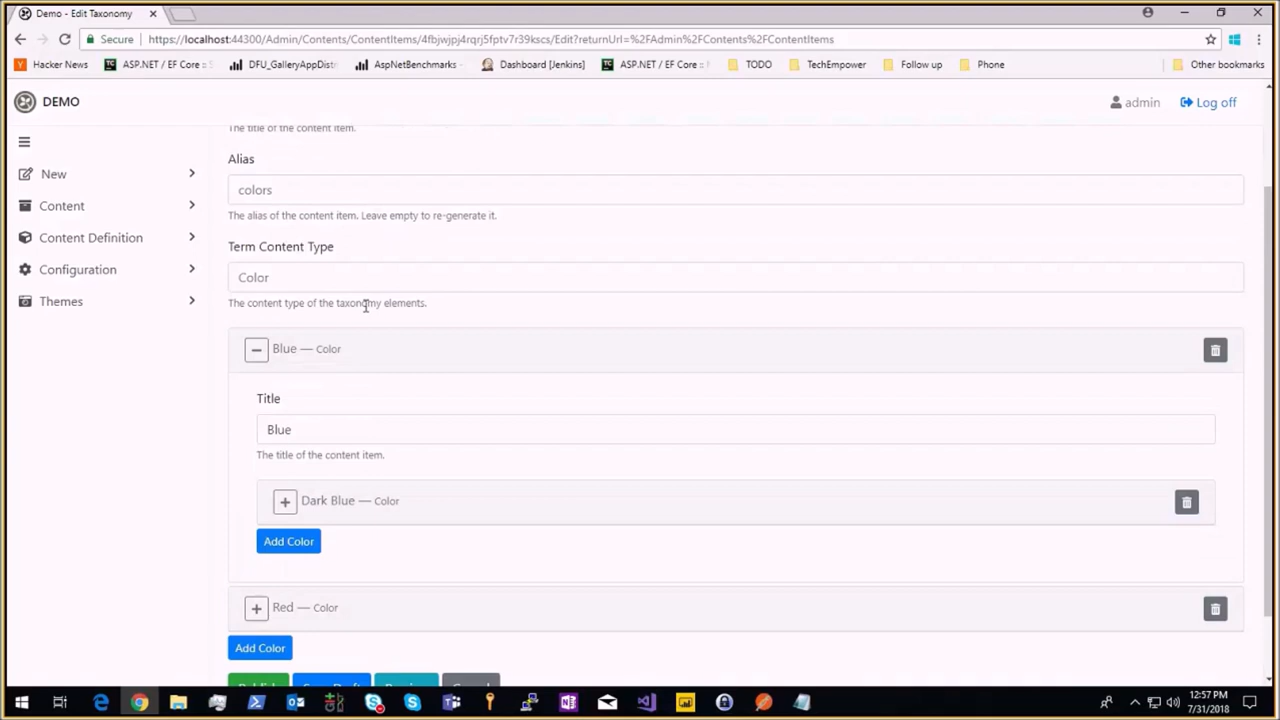 Demo - Edit Taxonomy
Secure
https://localhost:44300/Admin/Contents/ContentItems/4fbjwjpj4rqrj5fptv7r39kscs/Edit?returnUrl=%2FAdmin%2FContents%2FContentItems
Hacker News
ASP.NET / EF Core ::
DFU_GalleryAppDist
AspNetBenchmarks
Dashboard [Jenkins]
ASP.NET / EF Core ::
TODO
TechEmpower
Follow up
Phone
Other bookmarks
DEMO
admin
Log off
The title of the content item.
New
Content
Content Definition
Configuration
Themes
Alias
colors
The alias of the content item. Leave empty to re-generate it.
Term Content Type
Color
The content type of the taxonomy elements.
Blue — Color
Title
Blue
The title of the content item.
Dark Blue — Color
Add Color
Red — Color
Add Color
12:57 PM
7/31/2018